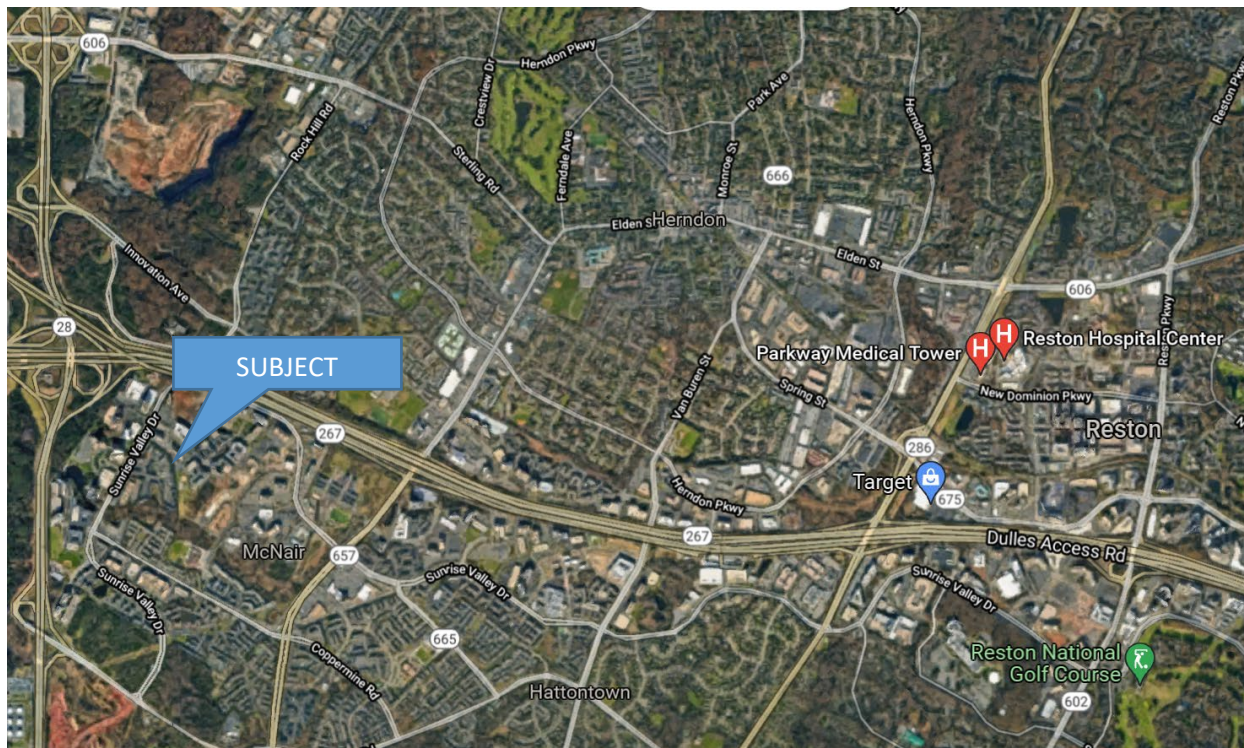 606
Crestview Dr
Herndon Pkwy
Rock Hill Rd
Sterling Rd
Ferndale Ave
Park Ave
Monroe St
Herndon Pkwy
666
Reston Pkwy
Elden St
Herndon
Innovation Ave
Elden St
606
28
SUBJECT
Parkway Medical Tower
H
H
Reston Hospital Center
Reston Pkwy
Van Buren St
Spring St
New Dominion Pkwy
Reston
Sunrise Valley Dr
267
286
Target
675
Herndon Pkwy
267
Dulles Access Rd
McNair
657
Sunrise Valley Dr
Sunrise Valley Dr
Sunrise Valley Dr
665
Coppermine Rd
Hattontown
Reston National
Golf Course
602